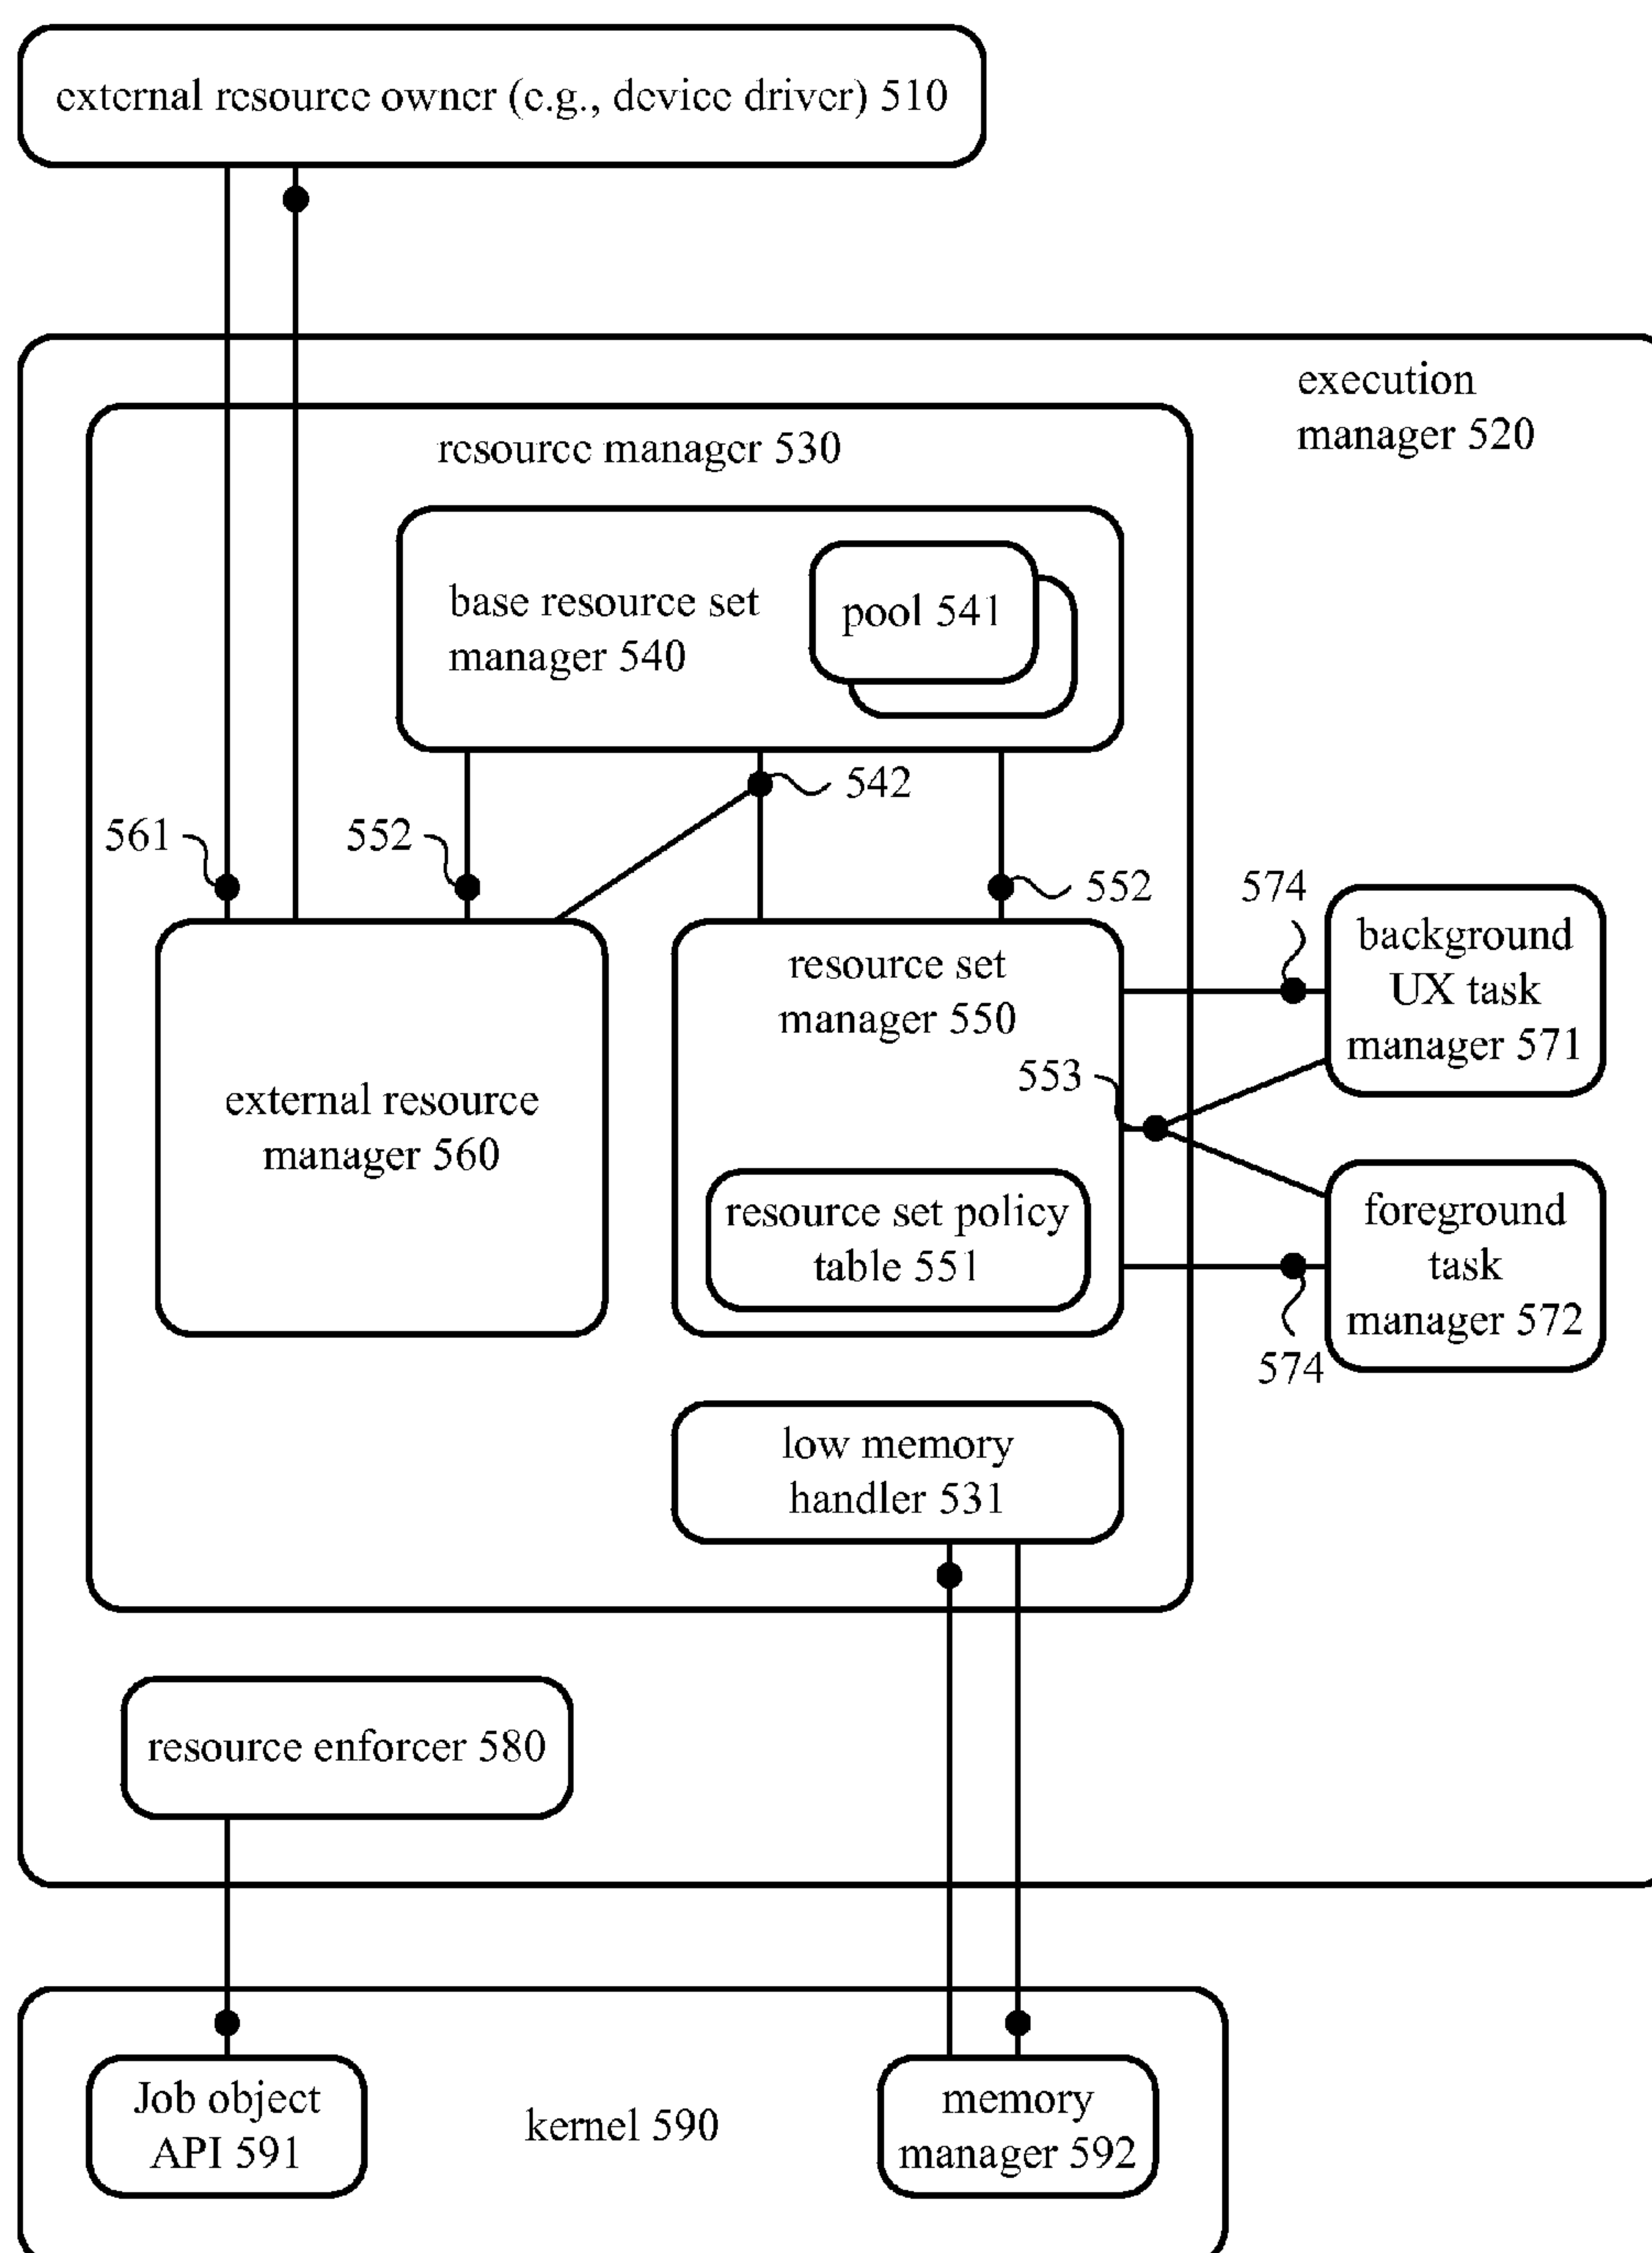 external resource owner (e.g., device driver) 510
execution
manager 520
resource manager 530
base resource set
manager 540
pool 541
542
561
552
552
574
background
UX task
manager 571
resource set
manager 550
553
external resource
manager 560
resource set policy
table 551
foreground
task
manager 572
574
low memory
handler 531
resource enforcer 580
Job object
API 591
kernel 590
memory
manager 592